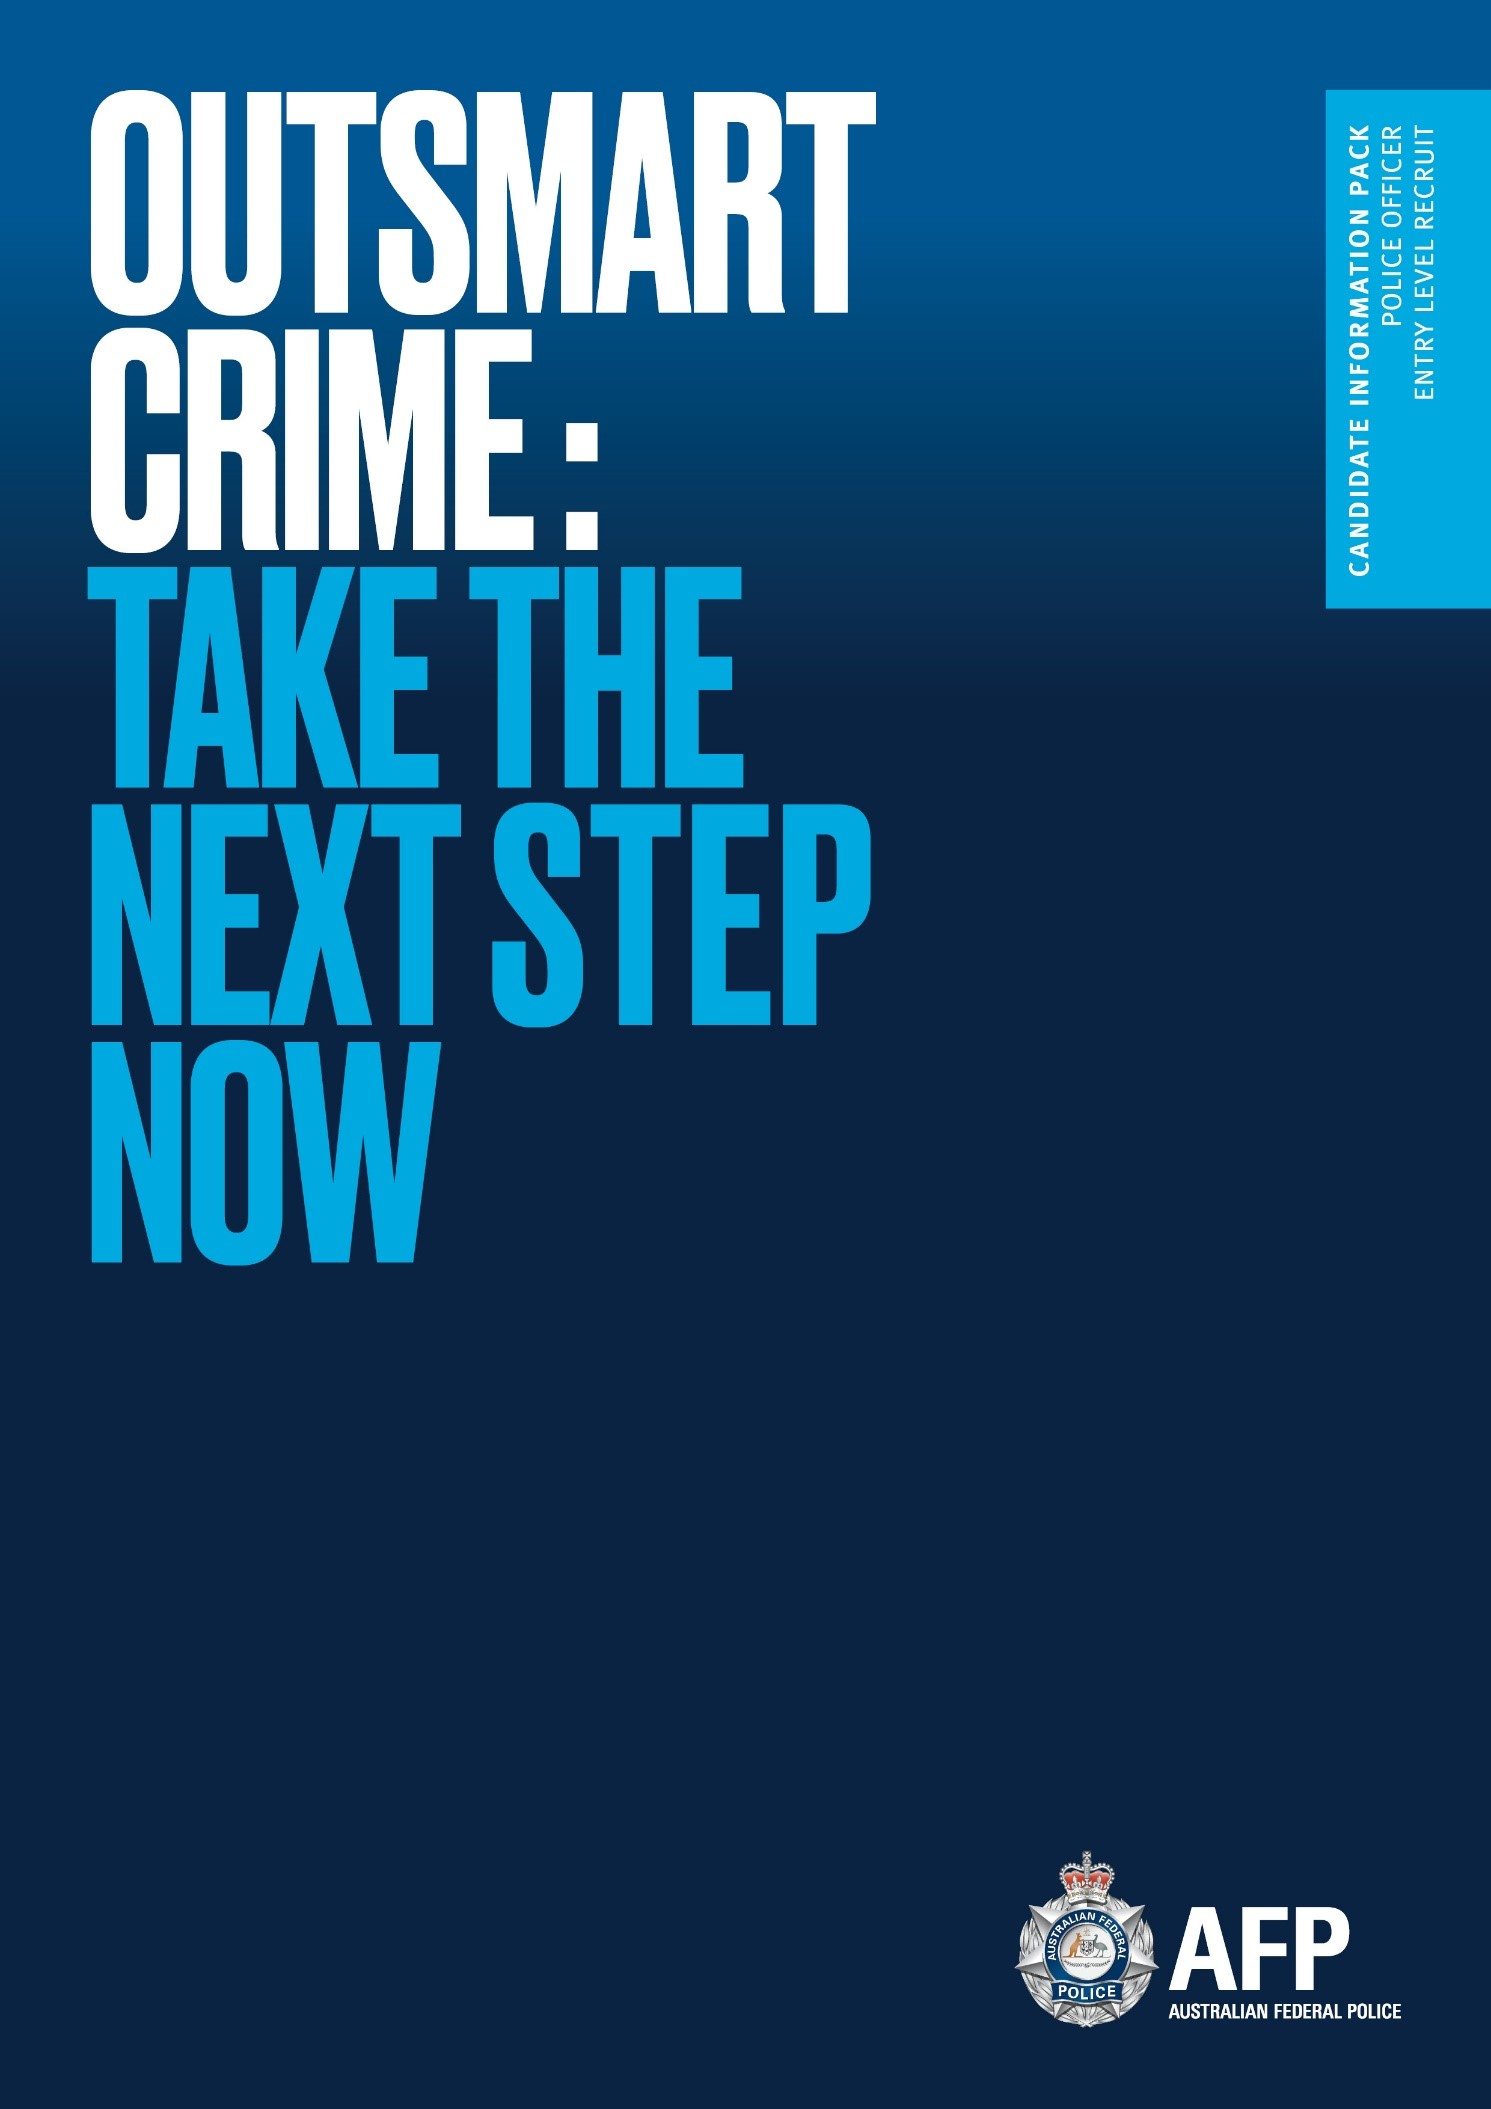 OUTSMART
CRIME :
TAKE THE
NEXT STEP
NOW
CANDIDATE INFORMATION PACK
POLICE OFFICER
ENTRY LEVEL RECRUIT
AUSTRALIAN FEDERAL
POLICE
AFP
AUSTRALIAN FEDERAL POLICE